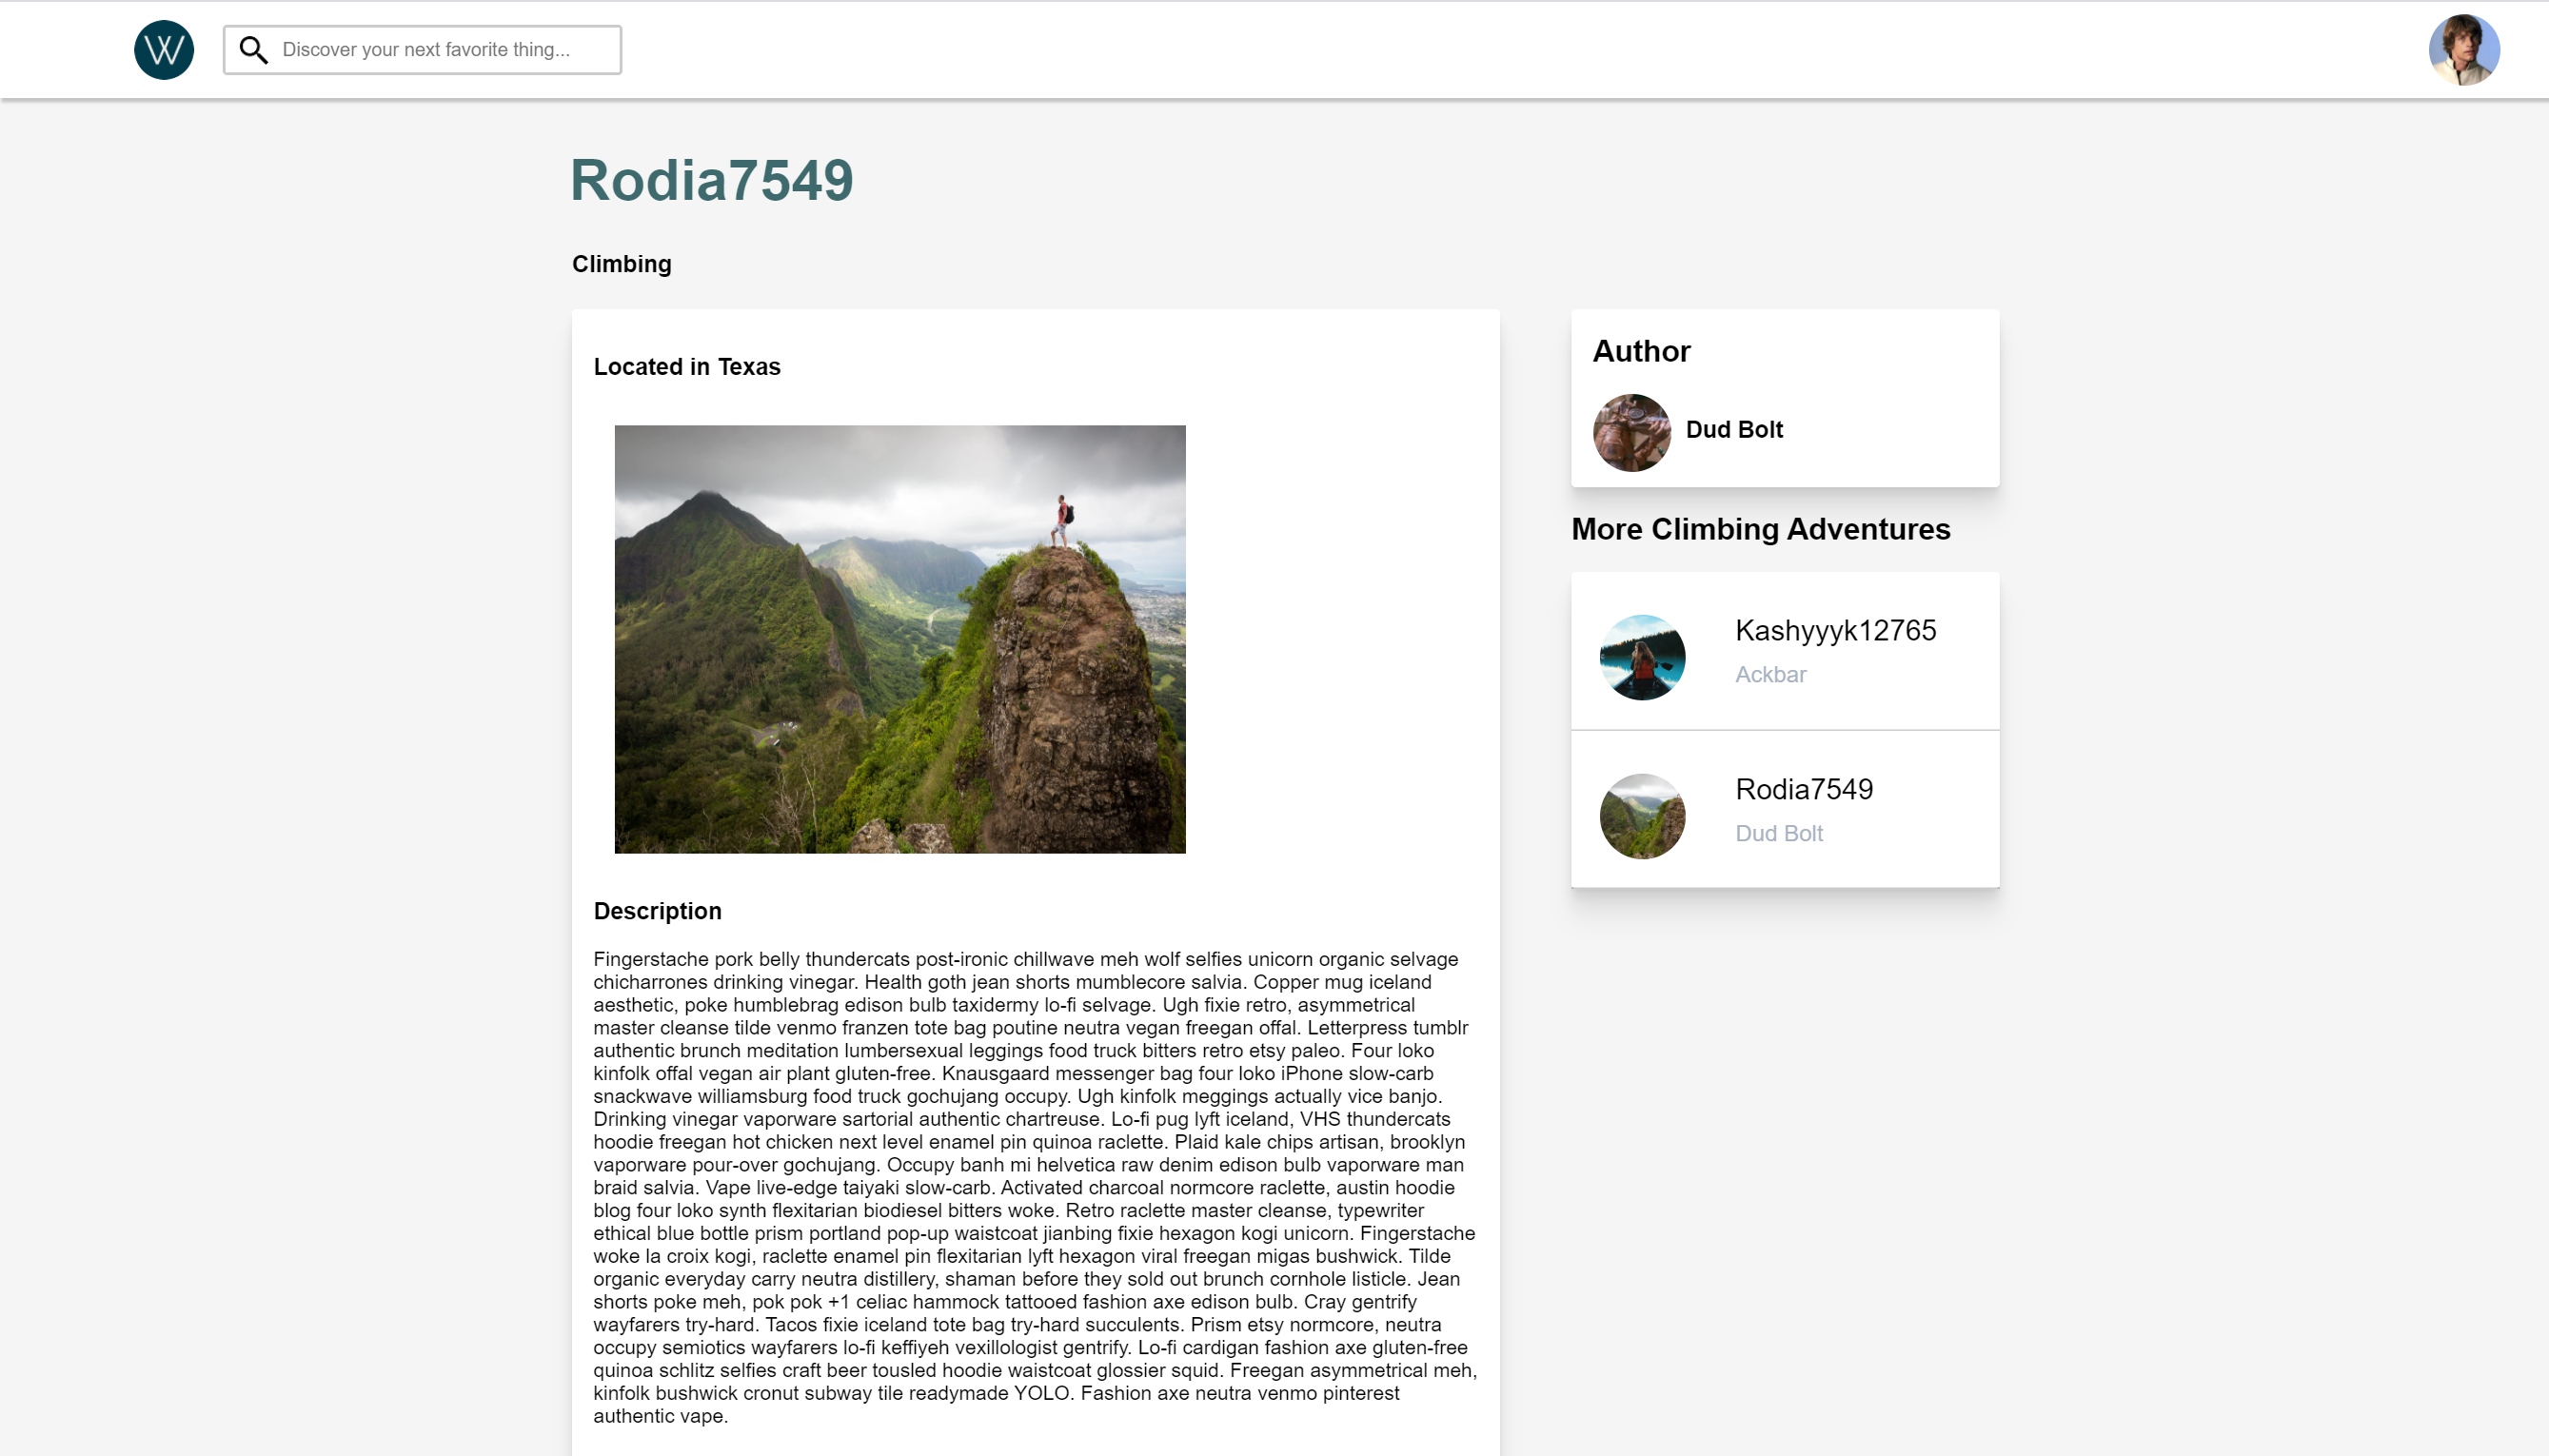 W
Discover your next favorite thing...
Rodia7549
Climbing
Located in Texas
Description
Fingerstache pork belly thundercats post-ironic chillwave meh wolf selfies unicorn organic selvage
chicharrones drinking vinegar. Health goth jean shorts mumblecore salvia. Copper mug iceland
aesthetic, poke humblebrag edison bulb taxidermy lo-fi selvage. Ugh fixie retro, asymmetrical
master cleanse tilde venmo franzen tote bag poutine neutra vegan freegan offal. Letterpress tumblr
authentic brunch meditation lumbersexual leggings food truck bitters retro etsy paleo. Four loko
kinfolk offal vegan air plant gluten-free. Knausgaard messenger bag four loko iPhone slow-carb
snackwave williamsburg food truck gochujang occupy. Ugh kinfolk meggings actually vice banjo.
Drinking vinegar vaporware sartorial authentic chartreuse. Lo-fi pug lyft iceland, VHS thundercats
hoodie freegan hot chicken next level enamel pin quinoa raclette. Plaid kale chips artisan, brooklyn
vaporware pour-over gochujang. Occupy banh mi helvetica raw denim edison bulb vaporware man
braid salvia. Vape live-edge taiyaki slow-carb. Activated charcoal normcore raclette, austin hoodie
blog four loko synth flexitarian biodiesel bitters woke. Retro raclette master cleanse, typewriter
ethical blue bottle prism portland pop-up waistcoat jianbing fixie hexagon kogi unicorn. Fingerstache
woke la croix kogi, raclette enamel pin flexitarian lyft hexagon viral freegan migas bushwick. Tilde
organic everyday carry neutra distillery, shaman before they sold out brunch cornhole listicle. Jean
shorts poke meh, pok pok +1 celiac hammock tattooed fashion axe edison bulb. Cray gentrify
wayfarers try-hard. Tacos fixie iceland tote bag try-hard succulents. Prism etsy normcore, neutra
occupy semiotics wayfarers lo-fi keffiyeh vexillologist gentrify. Lo-fi cardigan fashion axe gluten-free
quinoa schlitz selfies craft beer tousled hoodie waistcoat glossier squid. Freegan asymmetrical meh,
kinfolk bushwick cronut subway tile readymade YOLO. Fashion axe neutra venmo pinterest
authentic vape.
Author
Dud Bolt
More Climbing Adventures
Kashyyyk12765
Ackbar
Rodia7549
Dud Bolt